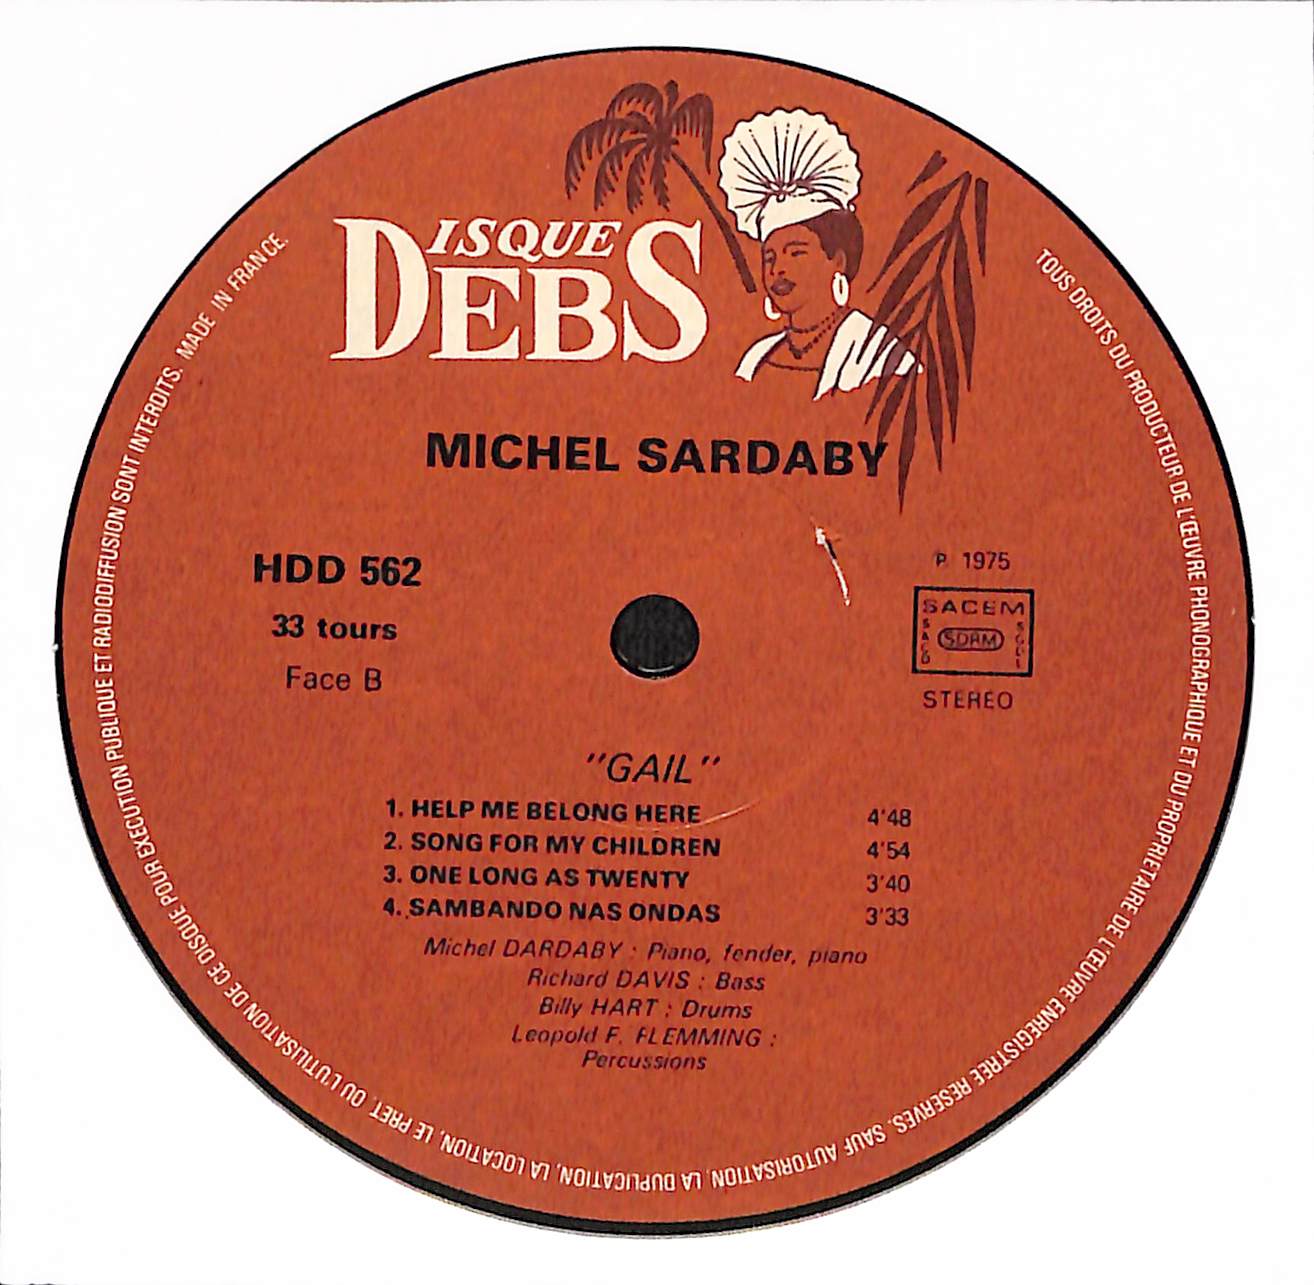 DISQUE
DEBS
MICHEL SARDABY
HDD 562
33 tours
Face B
P 1975
SACEM
SACD SDRM SGDL
STEREO
"GAIL"
1. HELP ME BELONG HERE 4'48
2. SONG FOR MY CHILDREN 4'54
3. ONE LONG AS TWENTY 3'40
4. SAMBANDO NAS ONDAS 3'33
Michel DARDABY : Piano, fender, piano
Richard DAVIS : Bass
Billy HART : Drums
Leopold F. FLEMMING :
Percussions
TOUS DROITS DU PRODUCTEUR DE L'ŒUVRE PHONOGRAPHIQUE ET DU PROPRIETAIRE DE L'ŒUVRE ENREGISTREE RESERVES. SAUF AUTORISATION, LA DUPLICATION, LA LOCATION, LE PRET OU L'UTILISATION DE CE DISQUE POUR EXECUTION PUBLIQUE ET RADIODIFFUSION SONT INTERDITS. MADE IN FRANCE.